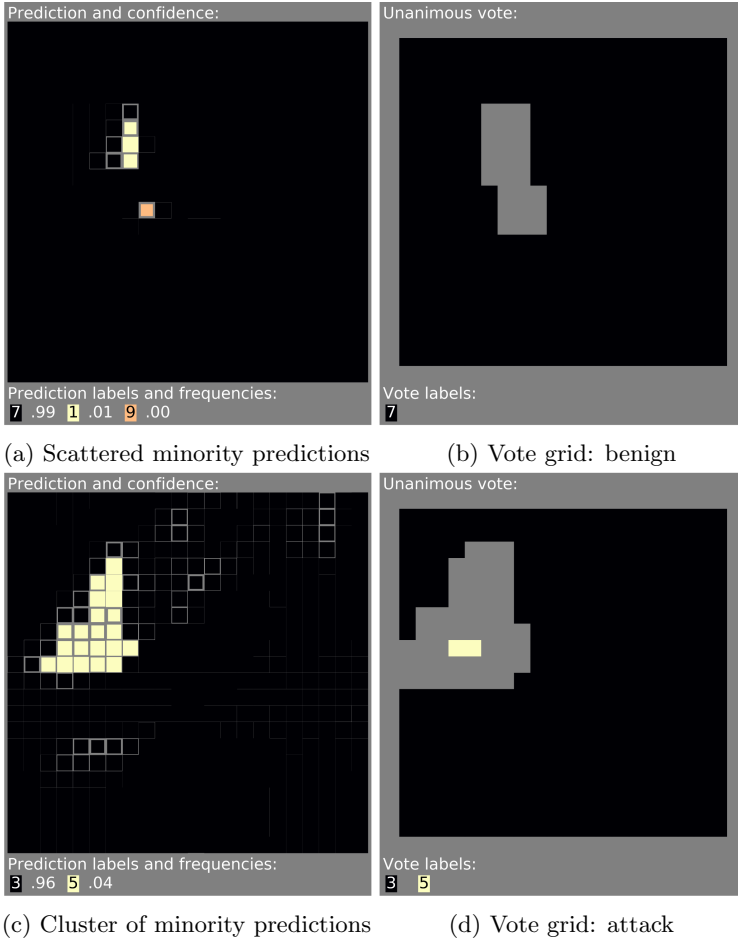 Prediction and confidence:
Unanimous vote:
Prediction labels and frequencies:
7 .99 1 .01 9 .00
Vote labels:
7
(a) Scattered minority predictions
(b) Vote grid: benign
Prediction and confidence:
Unanimous vote:
Prediction labels and frequencies:
3 .96 5 .04
Vote labels:
3 5
(c) Cluster of minority predictions
(d) Vote grid: attack